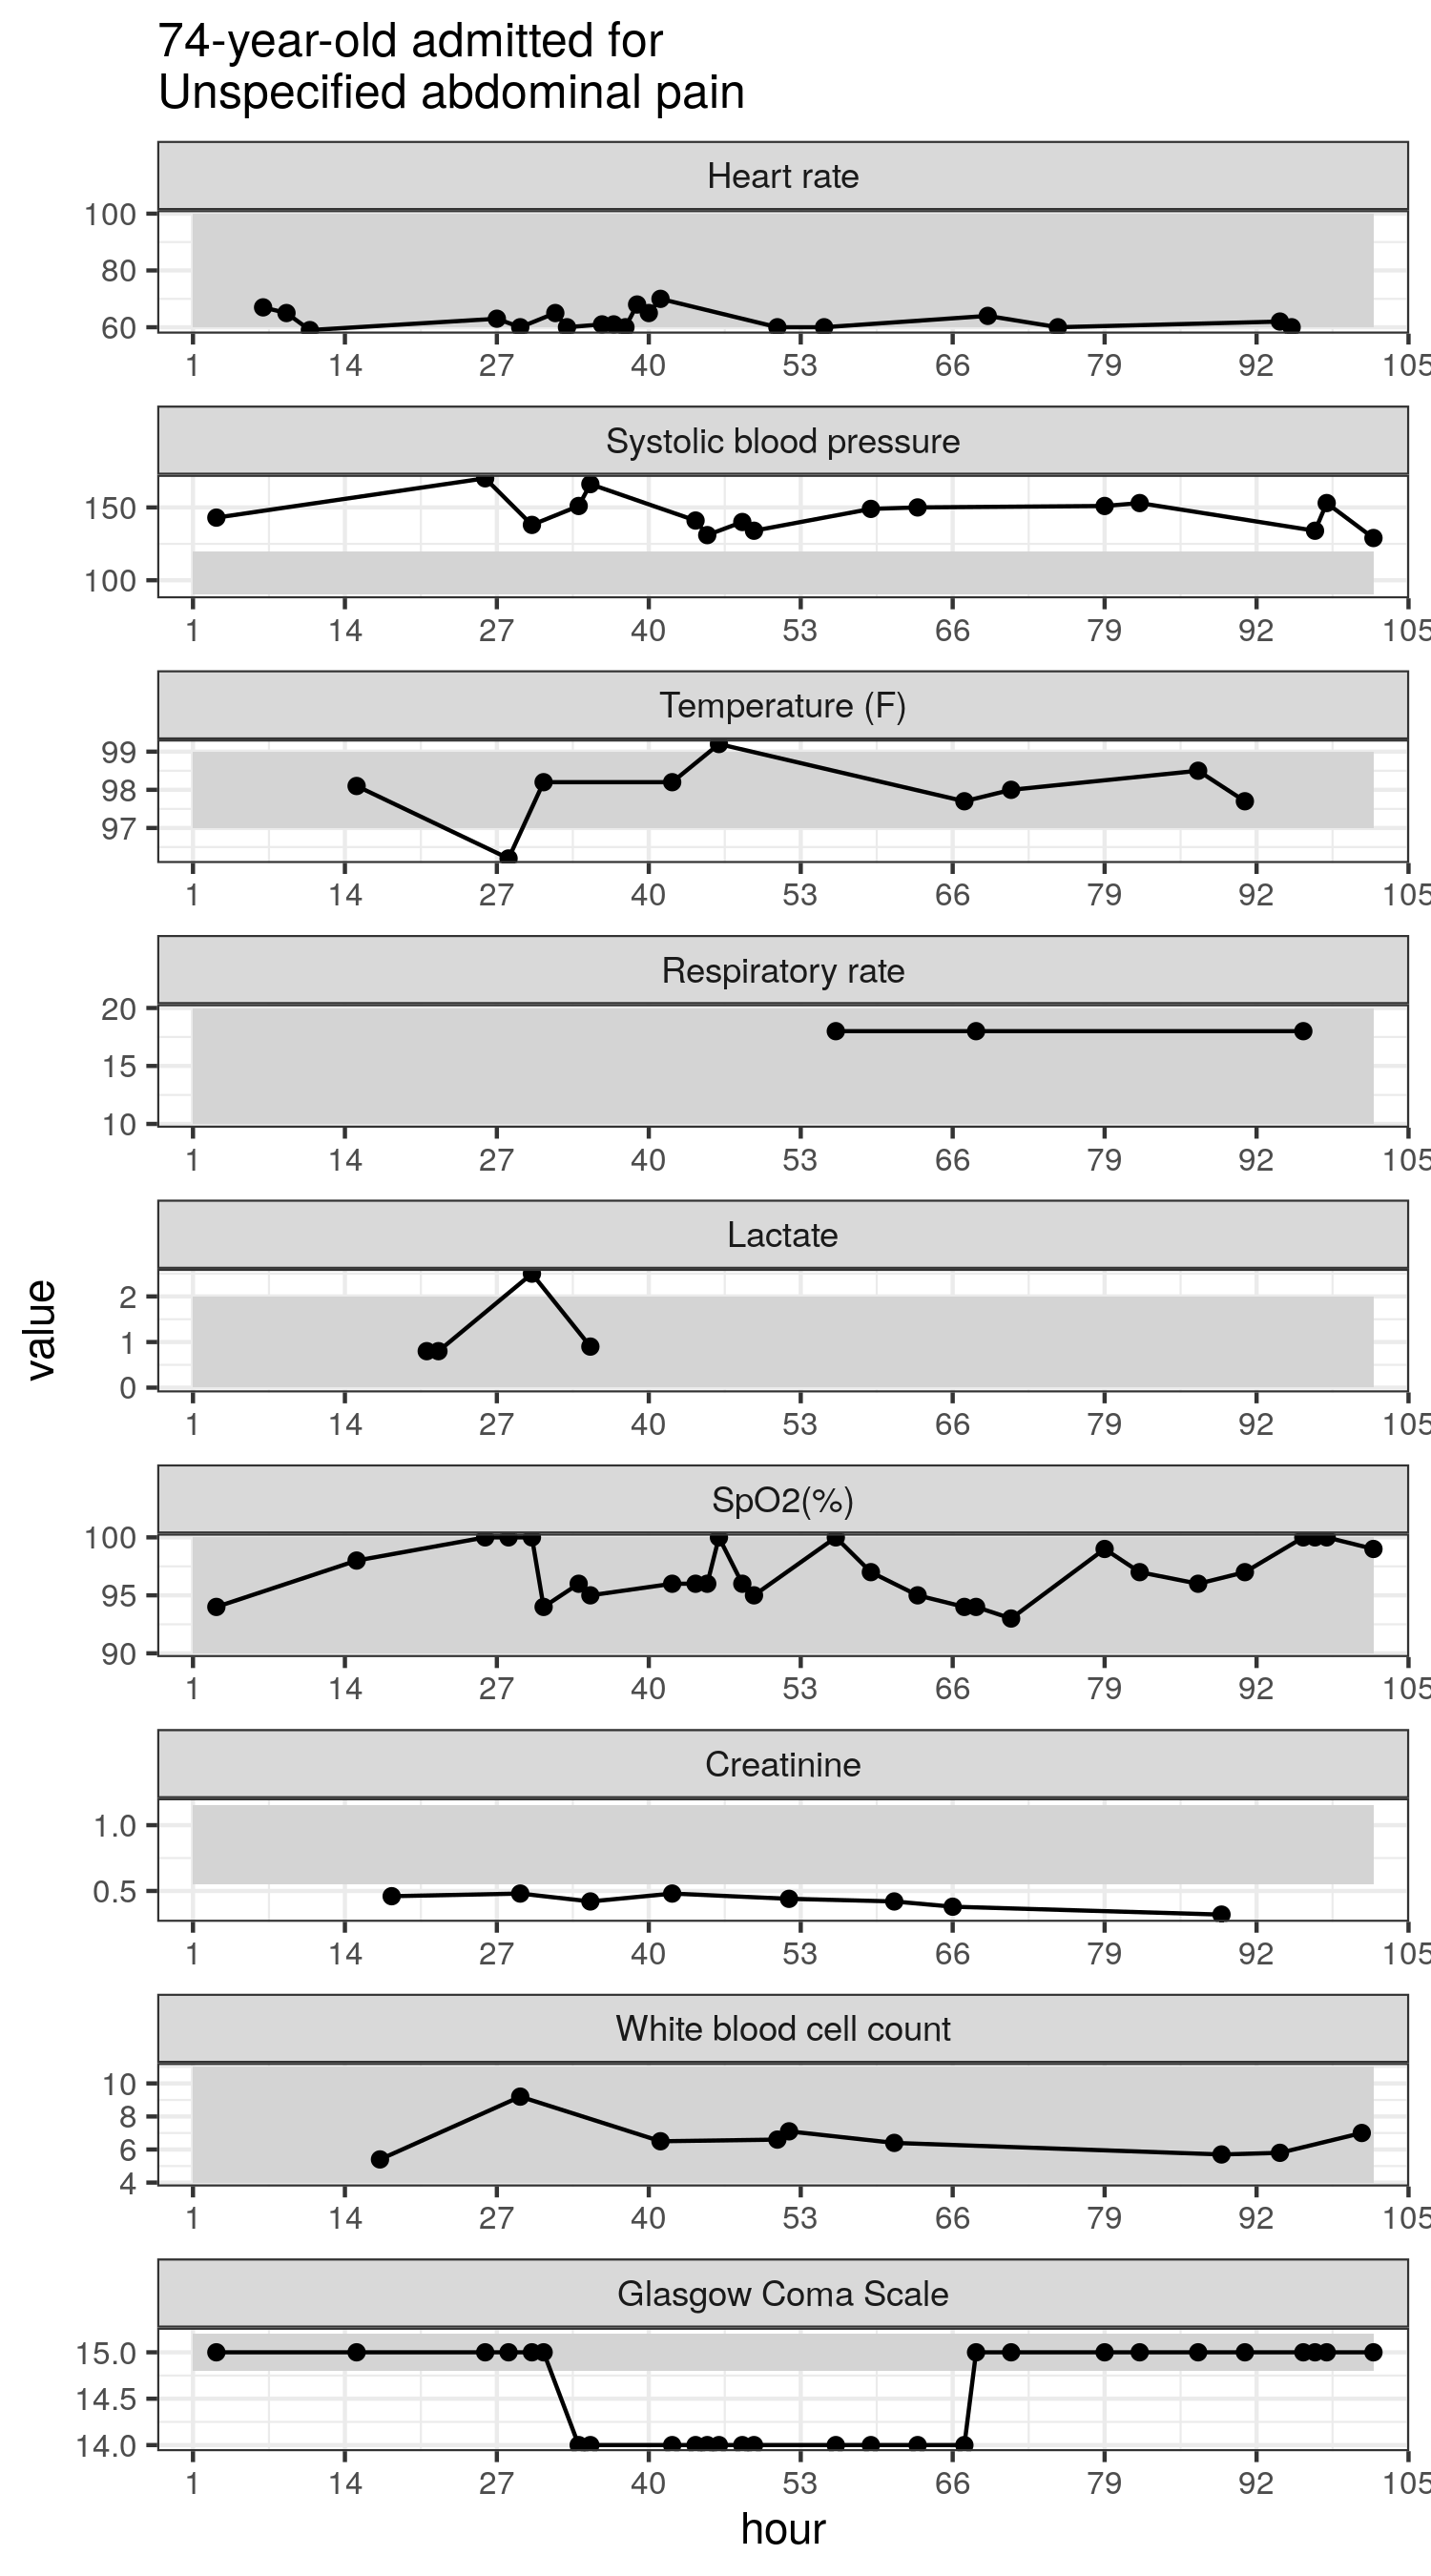 74-year-old admitted for
Unspecified abdominal pain
Heart rate
100
80
60
1 14 27 40 53 66 79 92 105
Systolic blood pressure
150
100
1 14 27 40 53 66 79 92 105
Temperature (F)
99
98
97
1 14 27 40 53 66 79 92 105
Respiratory rate
20
15
10
1 14 27 40 53 66 79 92 105
Lactate
value
2
1
0
1 14 27 40 53 66 79 92 105
SpO2(%)
100
95
90
1 14 27 40 53 66 79 92 105
Creatinine
1.0
0.5
1 14 27 40 53 66 79 92 105
White blood cell count
10
8
6
4
1 14 27 40 53 66 79 92 105
Glasgow Coma Scale
15.0
14.5
14.0
1 14 27 40 53 66 79 92 105
hour